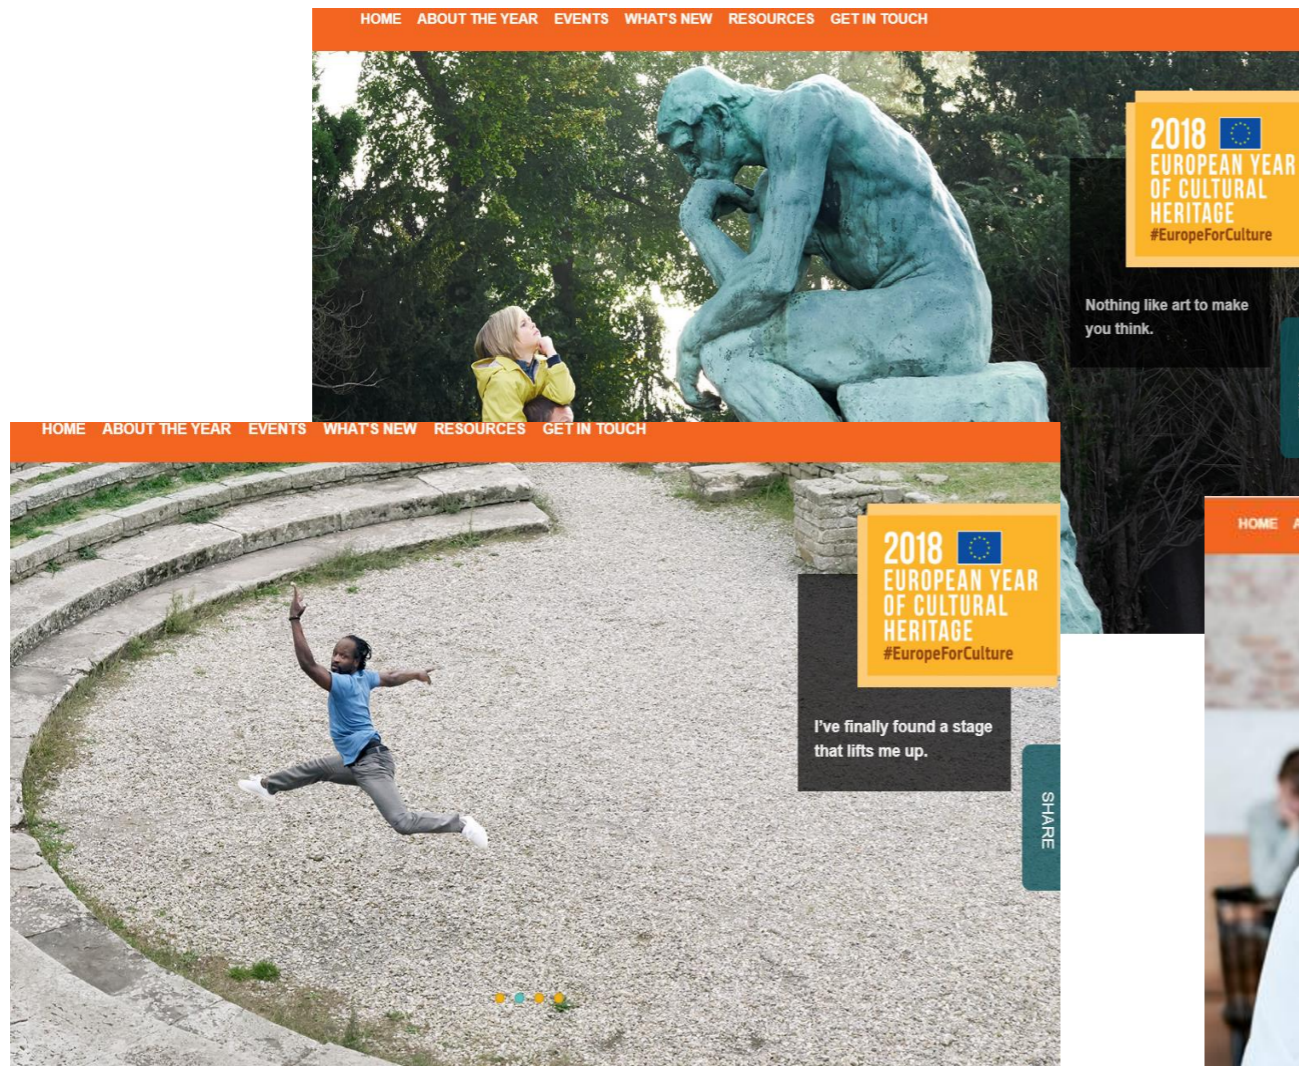 HOME ABOUT THE YEAR EVENTS WHAT'S NEW RESOURCES GET IN TOUCH
2018
EUROPEAN YEAR
OF CULTURAL
HERITAGE
#EuropeForCulture
Nothing like art to make
you think.
HOME ABOUT THE YEAR EVENTS WHAT'S NEW RESOURCES GET IN TOUCH
2018
EUROPEAN YEAR
OF CULTURAL
HERITAGE
#EuropeForCulture
I've finally found a stage
that lifts me up.
SHARE
HOME